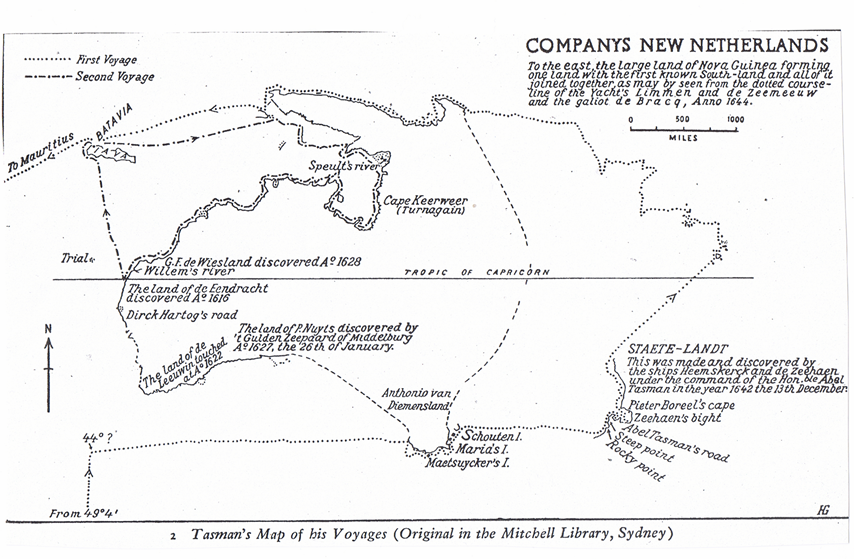 First Voyage
Second Voyage
COMPANYS NEW NETHERLANDS
To the east, the large land of Nova Guinea forming
one land with the first known South-land and all of it
joined together, as may by seen from the dotted course-
ling of the Yachts Limmen and de Zeemeeuw
and the galiot de Bracq, Anno 1644.
0 500 1000
MILES
To Mauritius
BATAVIA
Speult's river
Cape Keerweer
(Turnagain)
Trial
G.F. de Wiesland discovered Aº 1628
Willem's river
TROPIC OF CAPRICORN
The land of de Eendracht
discovered Aº 1616
Dirck Hartog's road
N
The land of P. Nuyts, discovered by
't Gulden Zeepaard of Middelburg
Aº 1627, the 26th of January.
The land of de
Leeuwin touched
at Aº 1622
STAETE-LANDT
This was made and discovered by
the ships Heemskerck and de Zeehaen
under the command of the Hon.ble Abel
Tasman in the year 1642 the 13th December.
Anthonio van
Diemensland
Pieter Boreel's cape
Zeehaen's bight
Abel Tasman's road
Steep point
Rocky point
Schouten I.
Maria's I.
Maetsuycker's I.
44° ?
From 49°4'
HG
2 Tasman's Map of his Voyages (Original in the Mitchell Library, Sydney)